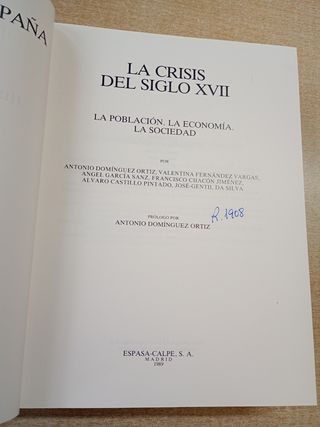 PAÑA
LA CRISIS
DEL SIGLO XVII
LA POBLACIÓN. LA ECONOMÍA.
LA SOCIEDAD
POR
ANTONIO DOMÍNGUEZ ORTIZ, VALENTINA FERNÁNDEZ VARGAS,
ANGEL GARCÍA SANZ, FRANCISCO CHACÓN JIMÉNEZ,
ALVARO CASTILLO PINTADO, JOSÉ-GENTIL DA SILVA
PRÓLOGO POR
ANTONIO DOMÍNGUEZ ORTIZ
R. 1908
ESPASA-CALPE, S. A.
MADRID
1989